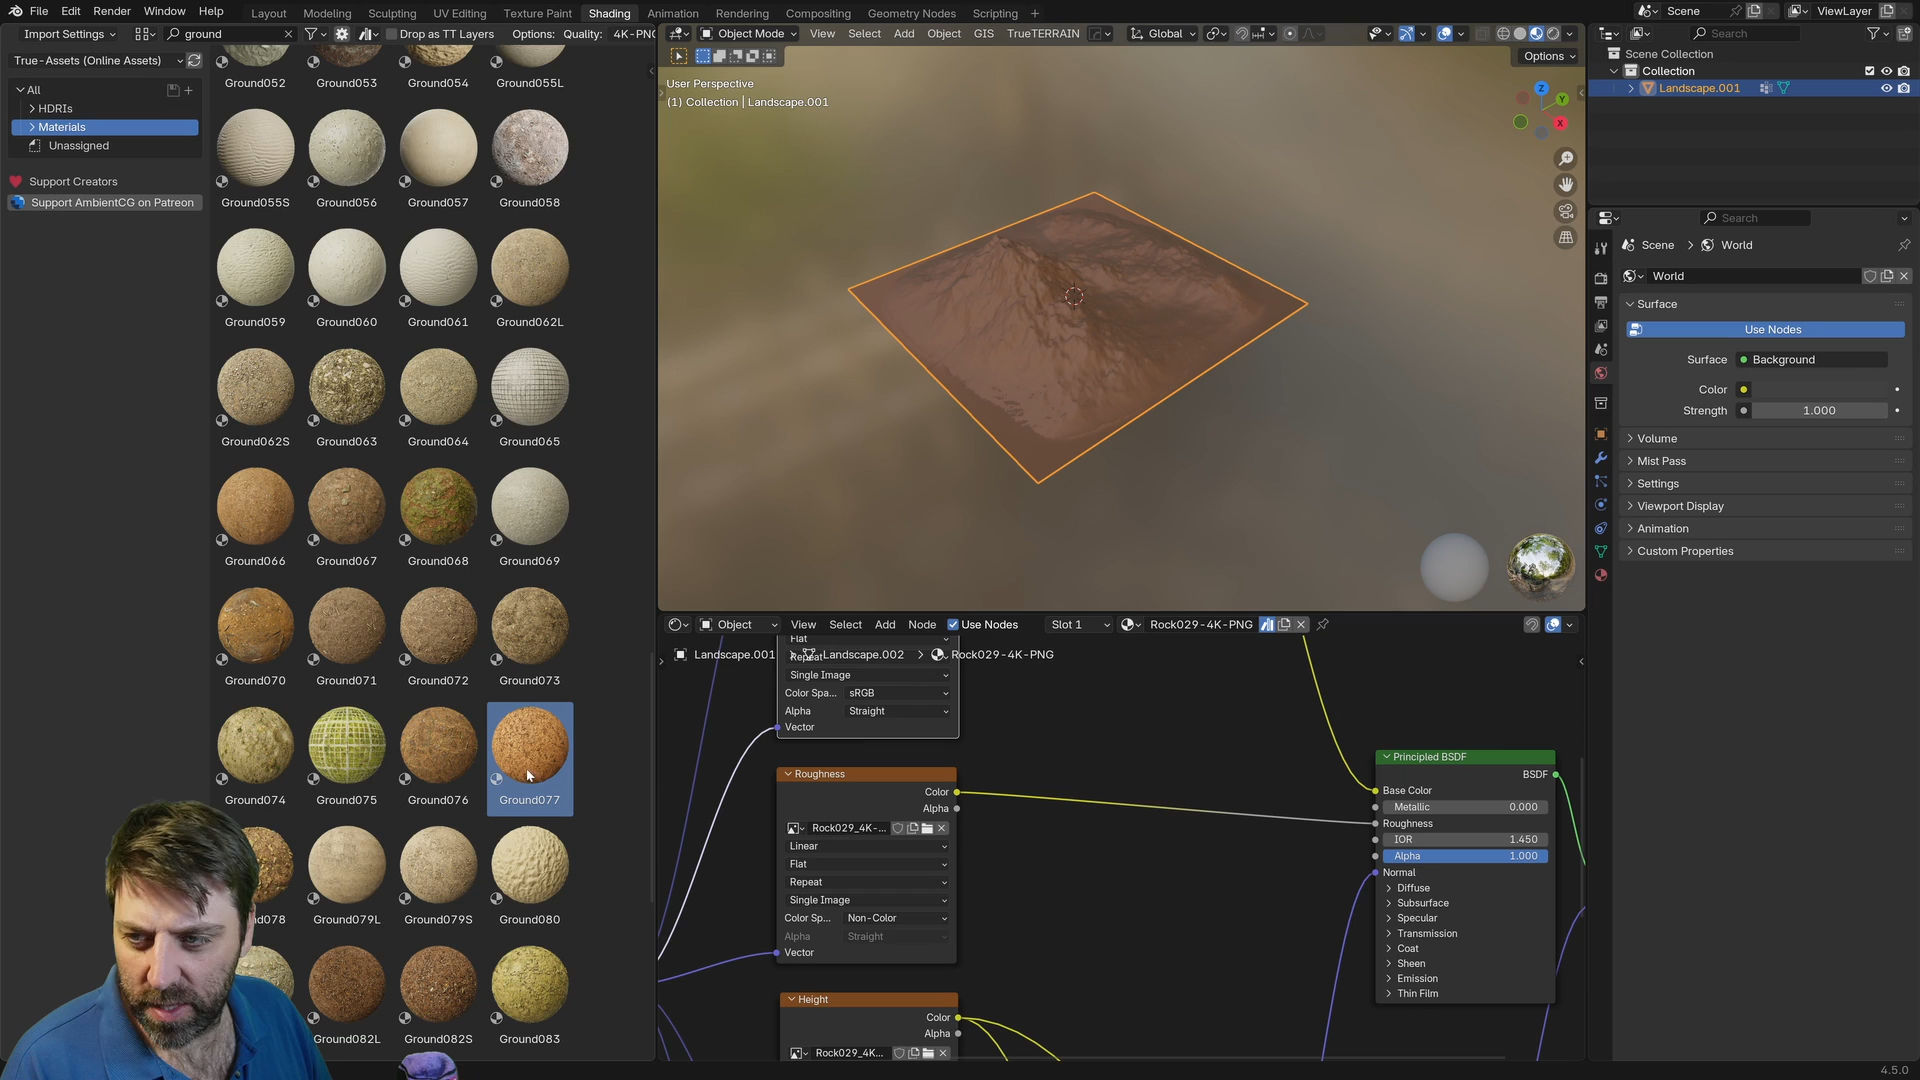 File Edit Render Window Help Layout Modeling Sculpting UV Editing Texture Paint Shading Animation Rendering Compositing Geometry Nodes Scripting + Scene ViewLayer
Import Settings ground Drop as TT Layers Options: Quality: 4K-PN
Object Mode View Select Add Object GIS TrueTERRAIN Global
Search
True-Assets (Online Assets)
Options
All
HDRIs
Materials
Unassigned
Support Creators
Support AmbientCG on Patreon
Ground052 Ground053 Ground054 Ground055L
Ground055S Ground056 Ground057 Ground058
Ground059 Ground060 Ground061 Ground062L
Ground062S Ground063 Ground064 Ground065
Ground066 Ground067 Ground068 Ground069
Ground070 Ground071 Ground072 Ground073
Ground074 Ground075 Ground076 Ground077
Ground079L Ground079S Ground080
Ground082S Ground083
User Perspective
(1) Collection | Landscape.001
Z
Y
X
Object View Select Add Node Use Nodes Slot 1 Rock029-4K-PNG
Landscape.001 > Landscape.002 > Rock029-4K-PNG
Flat
Repeat
Single Image
Color Spa... sRGB
Alpha Straight
Vector
Roughness
Color
Alpha
Rock029_4K-...
Linear
Flat
Repeat
Single Image
Color Sp... Non-Color
Alpha Straight
Vector
Height
Color
Alpha
Rock029_4K...
Principled BSDF
BSDF
Base Color
Metallic 0.000
Roughness
IOR 1.450
Alpha 1.000
Normal
Diffuse
Subsurface
Specular
Transmission
Coat
Sheen
Emission
Thin Film
Scene Collection
Collection
Landscape.001
Search
Scene > World
World
Surface
Use Nodes
Surface Background
Color
Strength 1.000
Volume
Mist Pass
Settings
Viewport Display
Animation
Custom Properties
4.5.0